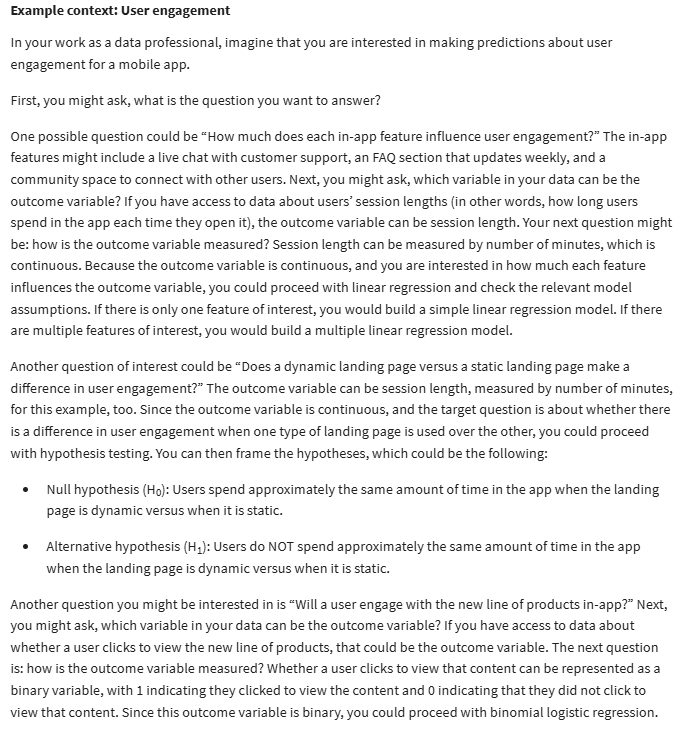 Example context: User engagement
In your work as a data professional, imagine that you are interested in making predictions about user
engagement for a mobile app.
First, you might ask, what is the question you want to answer?
One possible question could be “How much does each in-app feature influence user engagement?” The in-app
features might include a live chat with customer support, an FAQ section that updates weekly, and a
community space to connect with other users. Next, you might ask, which variable in your data can be the
outcome variable? If you have access to data about users’ session lengths (in other words, how long users
spend in the app each time they open it), the outcome variable can be session length. Your next question might
be: how is the outcome variable measured? Session length can be measured by number of minutes, which is
continuous. Because the outcome variable is continuous, and you are interested in how much each feature
influences the outcome variable, you could proceed with linear regression and check the relevant model
assumptions. If there is only one feature of interest, you would build a simple linear regression model. If there
are multiple features of interest, you would build a multiple linear regression model.
Another question of interest could be “Does a dynamic landing page versus a static landing page make a
difference in user engagement?” The outcome variable can be session length, measured by number of minutes,
for this example, too. Since the outcome variable is continuous, and the target question is about whether there
is a difference in user engagement when one type of landing page is used over the other, you could proceed
with hypothesis testing. You can then frame the hypotheses, which could be the following:
• Null hypothesis (H₀): Users spend approximately the same amount of time in the app when the landing
page is dynamic versus when it is static.
• Alternative hypothesis (H₁): Users do NOT spend approximately the same amount of time in the app
when the landing page is dynamic versus when it is static.
Another question you might be interested in is “Will a user engage with the new line of products in-app?” Next,
you might ask, which variable in your data can be the outcome variable? If you have access to data about
whether a user clicks to view the new line of products, that could be the outcome variable. The next question
is: how is the outcome variable measured? Whether a user clicks to view that content can be represented as a
binary variable, with 1 indicating they clicked to view the content and 0 indicating that they did not click to
view that content. Since this outcome variable is binary, you could proceed with binomial logistic regression.